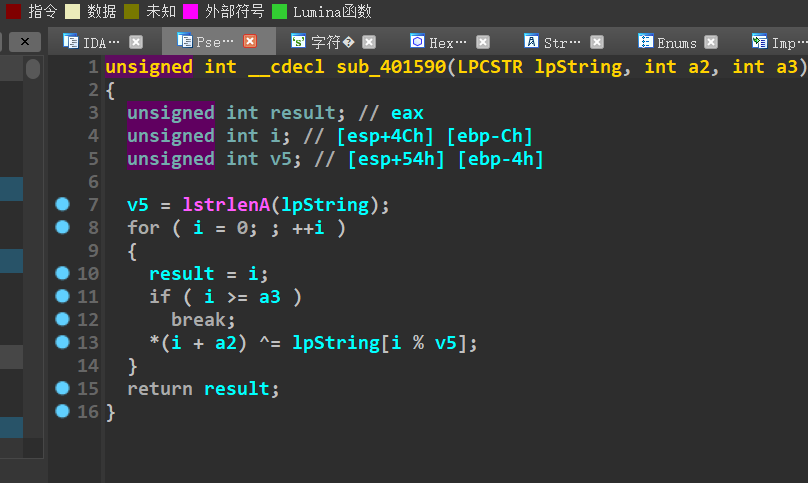 指令 数据 未知 外部符号 Lumina函数
IDA… Pse… 字符� Hex… Str… Enums Imp…
1 unsigned int __cdecl sub_401590(LPCSTR lpString, int a2, int a3)
2 {
3 unsigned int result; // eax
4 unsigned int i; // [esp+4Ch] [ebp-Ch]
5 unsigned int v5; // [esp+54h] [ebp-4h]
6
7 v5 = lstrlenA(lpString);
8 for ( i = 0; ; ++i )
9 {
10 result = i;
11 if ( i >= a3 )
12 break;
13 *(i + a2) ^= lpString[i % v5];
14 }
15 return result;
16 }